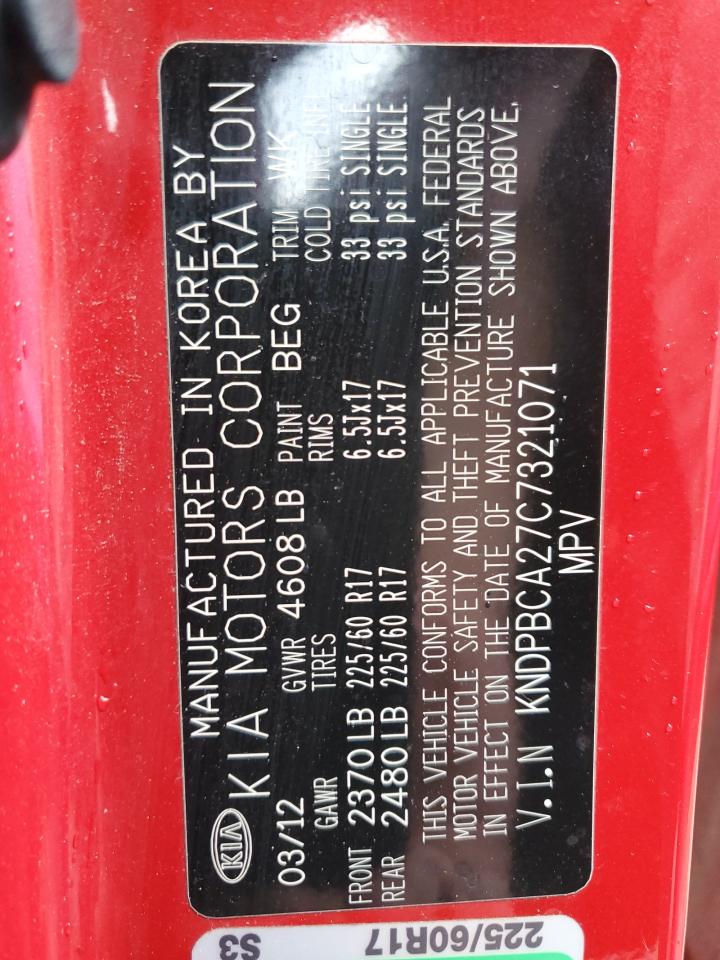 MANUFACTURED IN KOREA BY
KIA KIA MOTORS CORPORATION
03/12 GVWR 4608 LB PAINT BEG TRIM WK
GAWR TIRES RIMS COLD TIRE INFL
FRONT 2370 LB 225/60 R17 6.5Jx17 33 psi SINGLE
REAR 2480 LB 225/60 R17 6.5Jx17 33 psi SINGLE
THIS VEHICLE CONFORMS TO ALL APPLICABLE U.S.A. FEDERAL
MOTOR VEHICLE SAFETY AND THEFT PREVENTION STANDARDS
IN EFFECT ON THE DATE OF MANUFACTURE SHOWN ABOVE.
V.I.N KNDPBCA27C7321071
MPV
225/60R17
S3